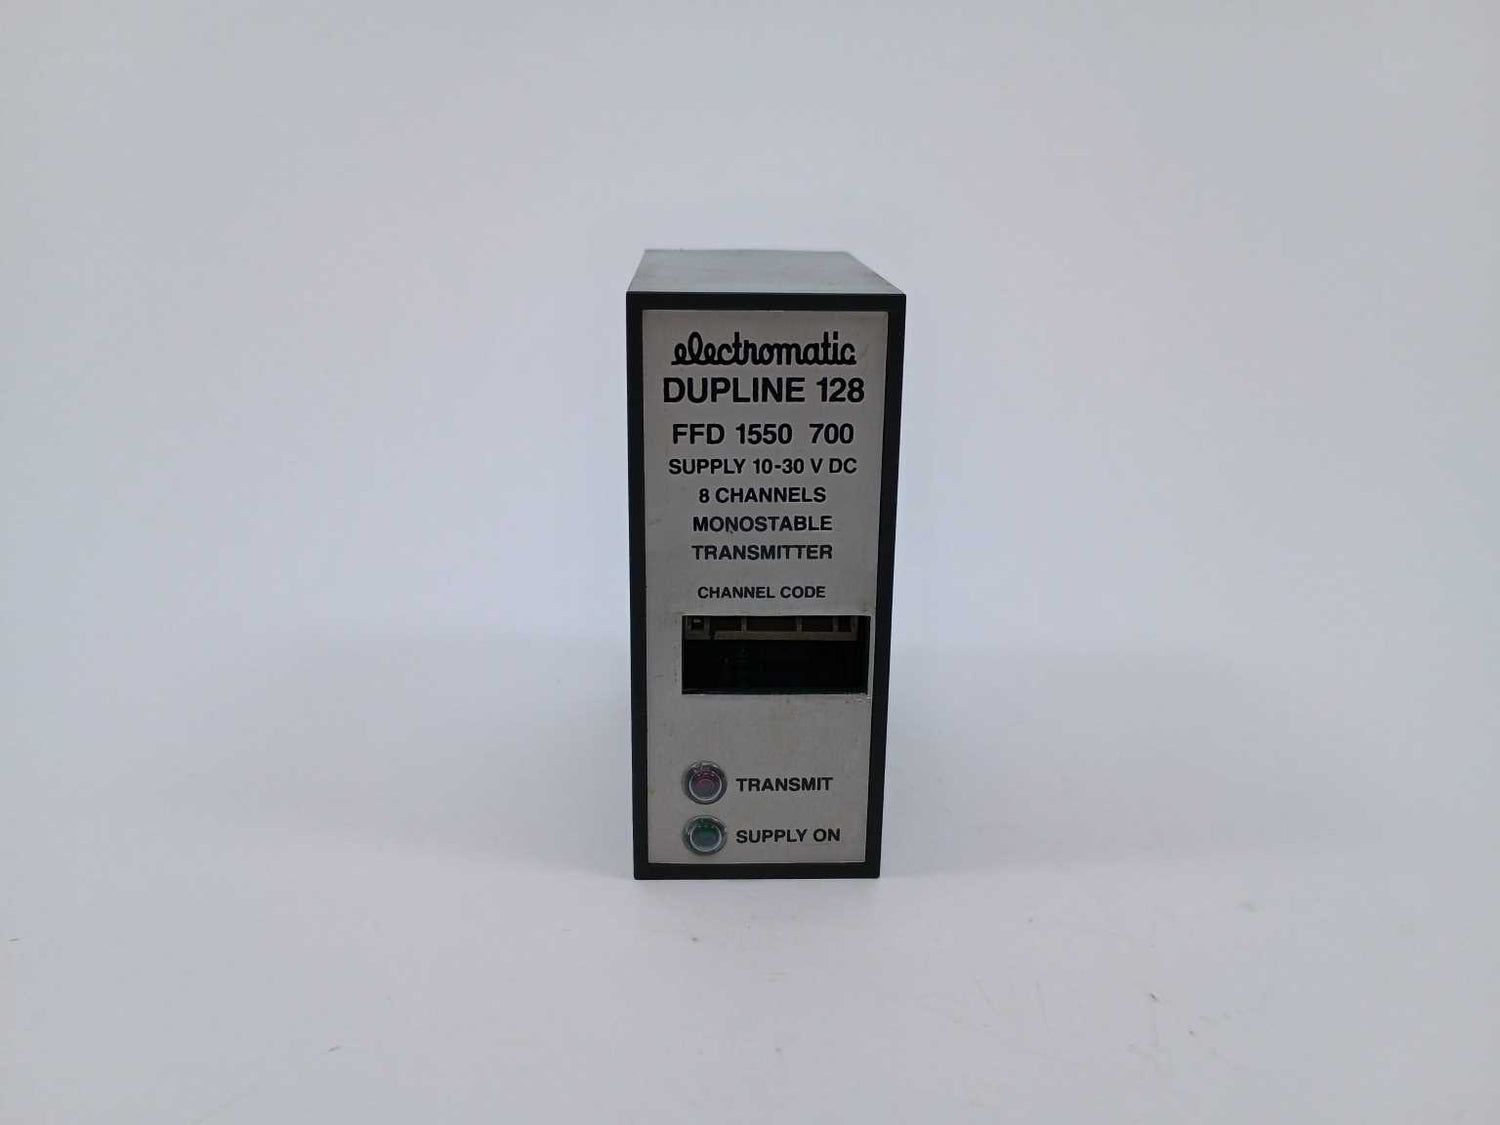 electromatic
DUPLINE 128
FFD 1550 700
SUPPLY 10-30 V DC
8 CHANNELS
MONOSTABLE
TRANSMITTER
CHANNEL CODE
TRANSMIT
SUPPLY ON